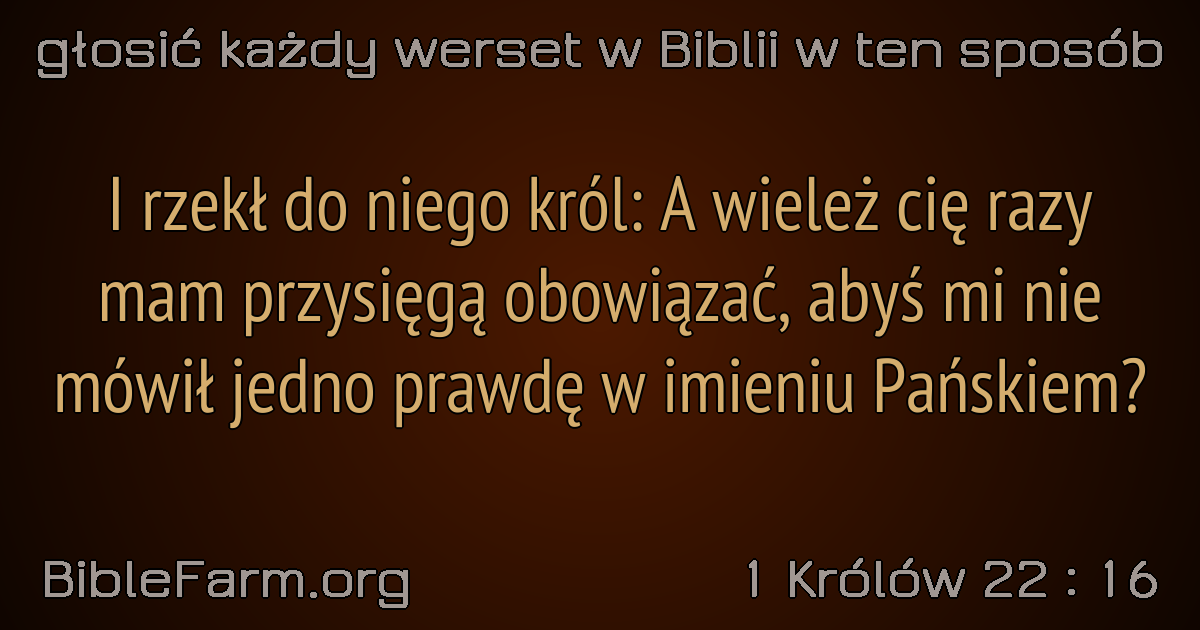 głosić każdy werset w Biblii w ten sposób
I rzekł do niego król: A wieleż cię razy
mam przysięgą obowiązać, abyś mi nie
mówił jedno prawdę w imieniu Pańskiem?
BibleFarm.org
1 Królów 22 : 16